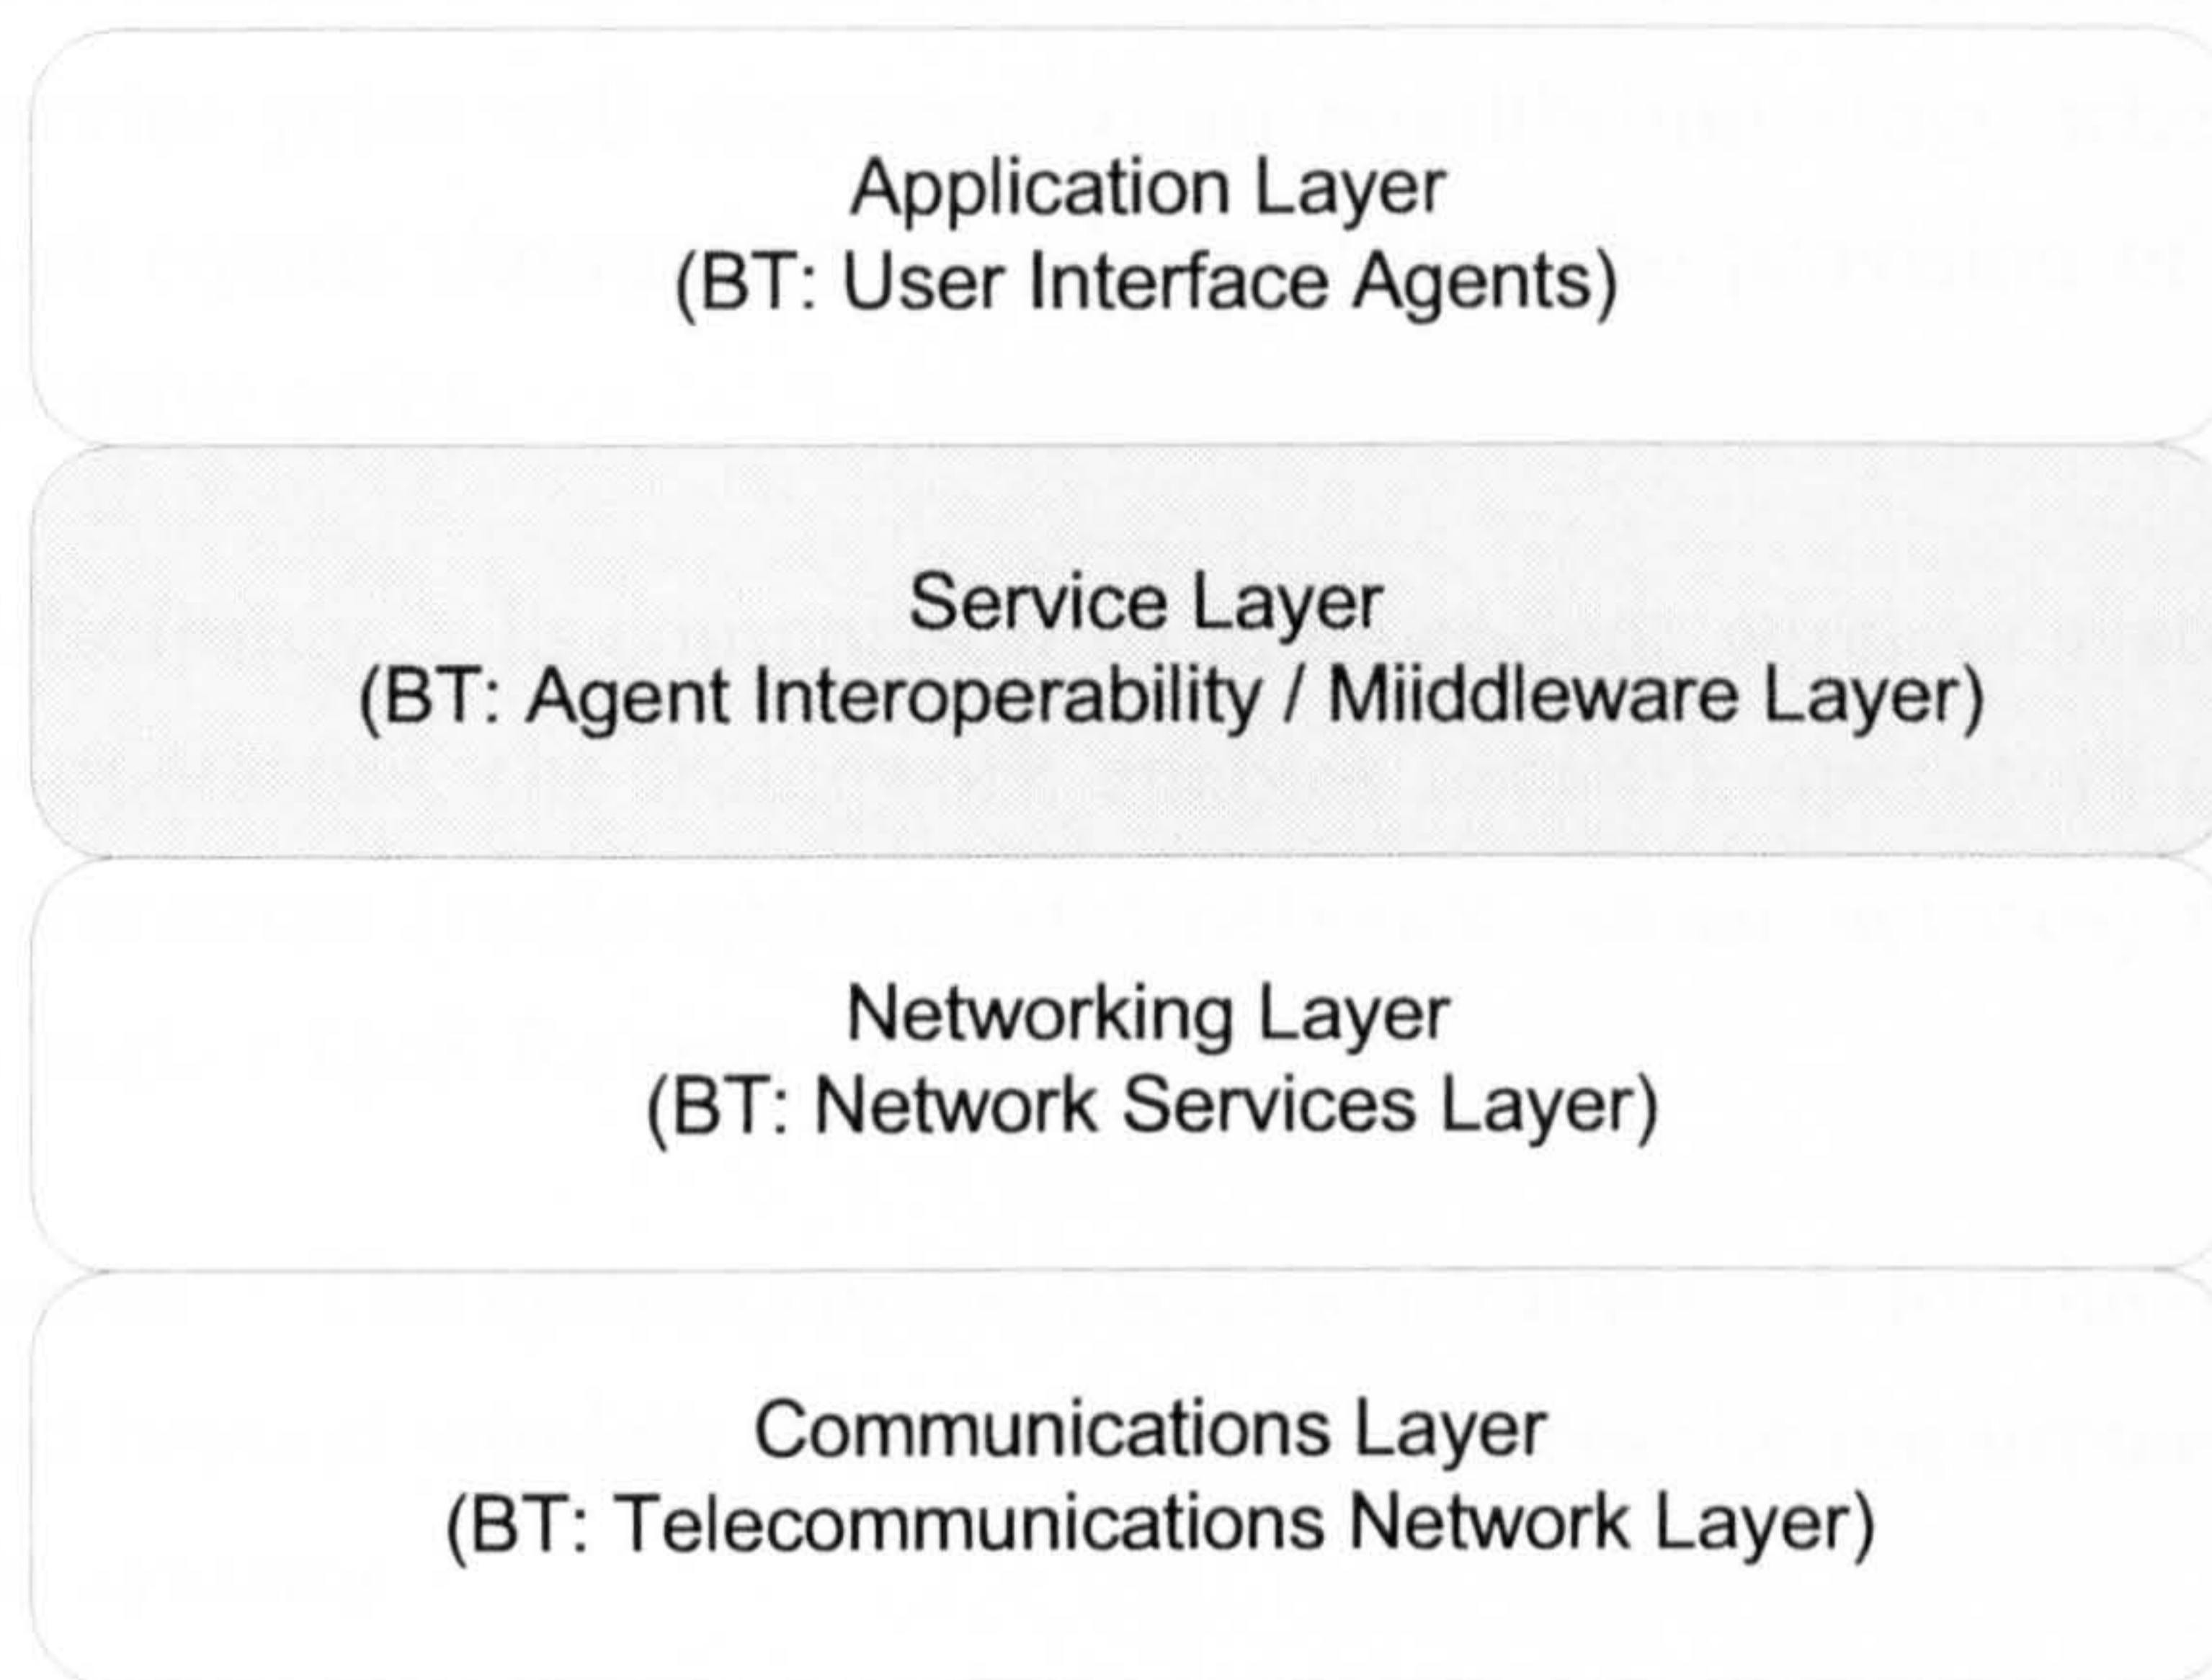 Application Layer
(BT: User Interface Agents)
Service Layer
(BT: Agent Interoperability / Miiddleware Layer)
Networking Layer
(BT: Network Services Layer)
Communications Layer
(BT: Telecommunications Network Layer)